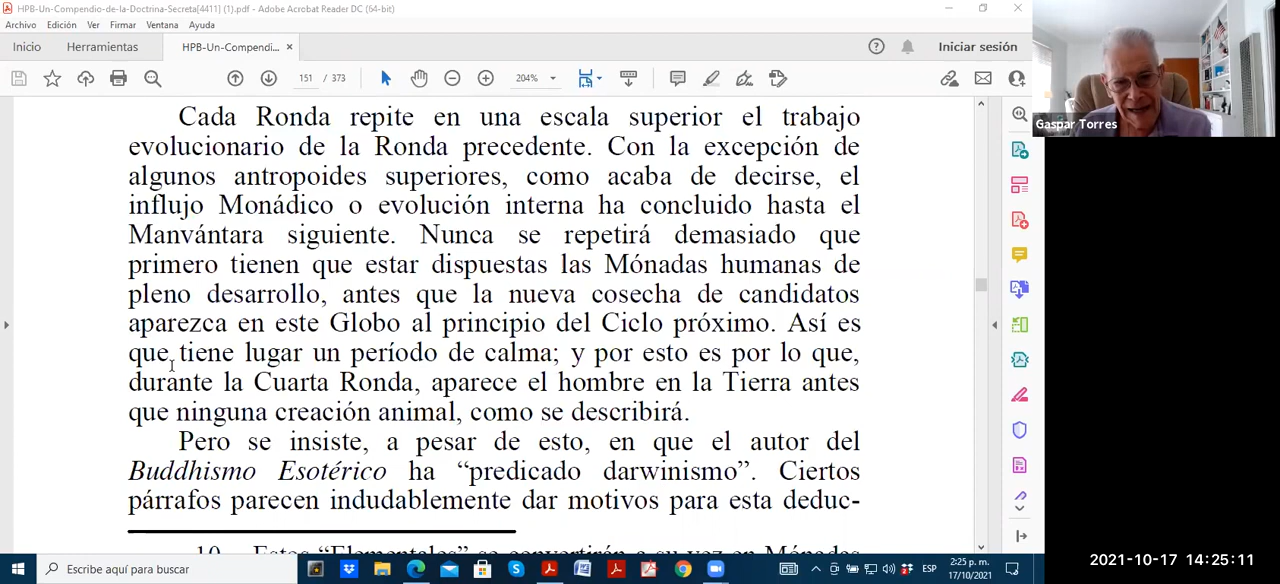 HPB-Un-Compendio-de-la-Doctrina-Secreta[4411] (1).pdf - Adobe Acrobat Reader DC (64-bit)
Archivo Edición Ver Firmar Ventana Ayuda
Inicio Herramientas HPB-Un-Compendi... × Iniciar sesión
151 / 373 204%
Cada Ronda repite en una escala superior el trabajo
evolucionario de la Ronda precedente. Con la excepción de
algunos antropoides superiores, como acaba de decirse, el
influjo Monádico o evolución interna ha concluido hasta el
Manvántara siguiente. Nunca se repetirá demasiado que
primero tienen que estar dispuestas las Mónadas humanas de
pleno desarrollo, antes que la nueva cosecha de candidatos
aparezca en este Globo al principio del Ciclo próximo. Así es
que tiene lugar un período de calma; y por esto es por lo que,
durante la Cuarta Ronda, aparece el hombre en la Tierra antes
que ninguna creación animal, como se describirá.
Pero se insiste, a pesar de esto, en que el autor del
Buddhismo Esotérico ha “predicado darwinismo”. Ciertos
párrafos parecen indudablemente dar motivos para esta deduc-
10. Estos “Elementales” se convertirán a su vez en Mónadas
Gaspar Torres
Escribe aquí para buscar
ESP
2:25 p. m.
17/10/2021
2021-10-17 14:25:11